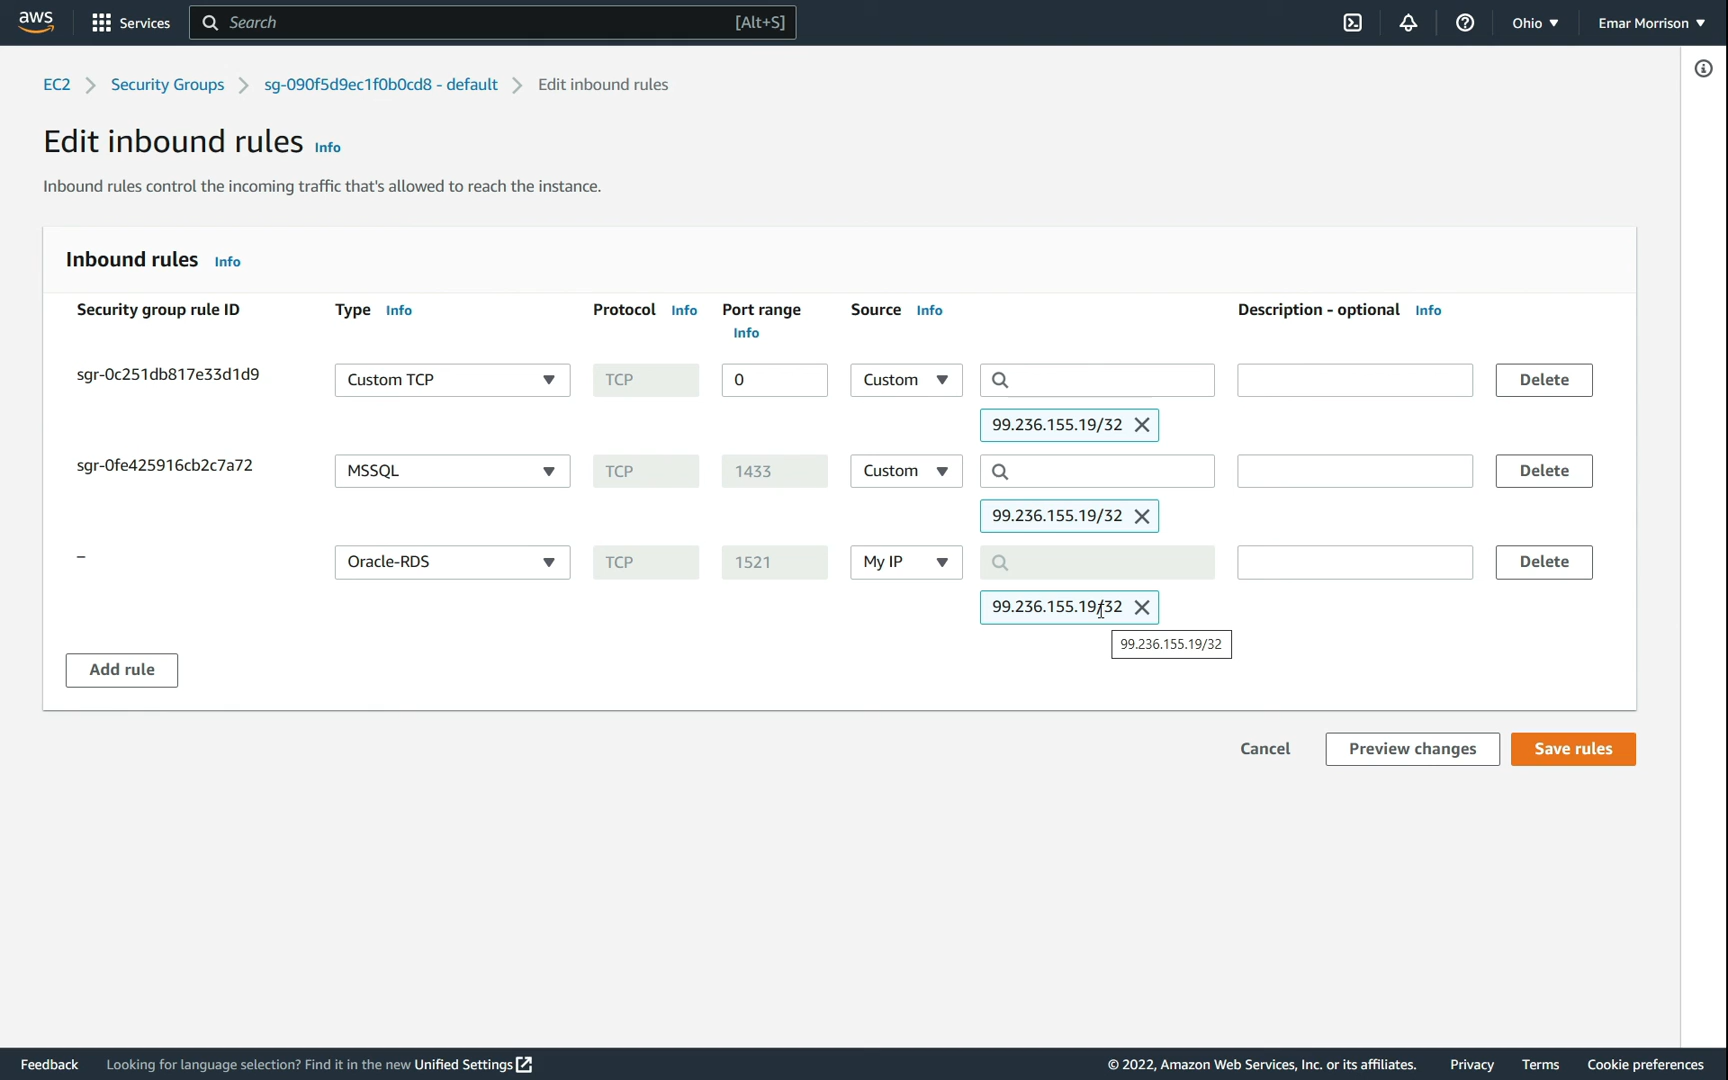 aws
Services
Search
[Alt+S]
Ohio
Emar Morrison
EC2 Security Groups sg-090f5d9ec1f0b0cd8 - default Edit inbound rules
Edit inbound rules Info
Inbound rules control the incoming traffic that's allowed to reach the instance.
Inbound rules Info
Security group rule ID Type Info Protocol Info Port range Info Source Info Description - optional Info
sgr-0c251db817e33d1d9 Custom TCP TCP 0 Custom Delete
99.236.155.19/32
sgr-0fe425916cb2c7a72 MSSQL TCP 1433 Custom Delete
99.236.155.19/32
– Oracle-RDS TCP 1521 My IP Delete
99.236.155.19/32
99.236.155.19/32
Add rule
Cancel Preview changes Save rules
Feedback Looking for language selection? Find it in the new Unified Settings © 2022, Amazon Web Services, Inc. or its affiliates. Privacy Terms Cookie preferences